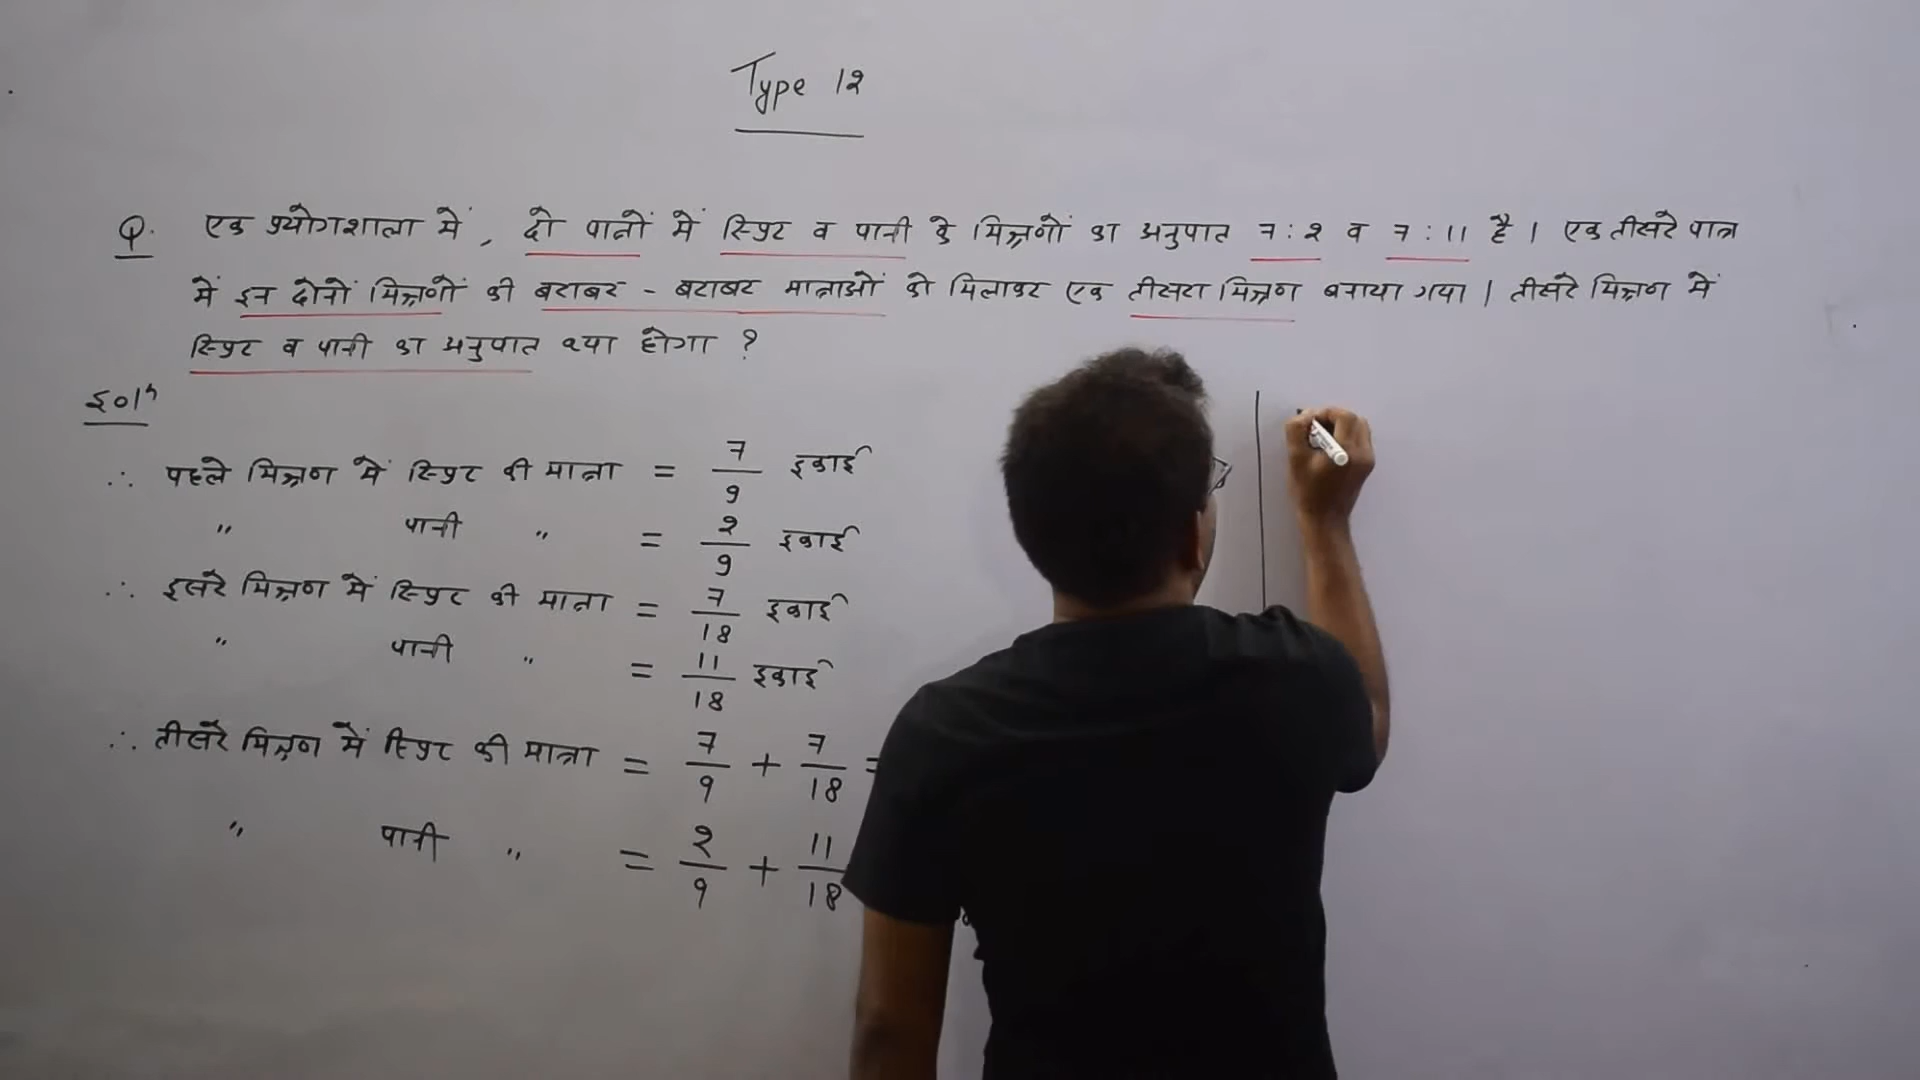 Type 12
Q. एक प्रयोगशाला में, दो पात्रों में स्प्रिट व पानी के मिश्रणों का अनुपात 7:2 व 7:11 है। एक तीसरे पात्र
में इन दोनों मिश्रणों की बराबर - बराबर मात्राओं को मिलाकर एक तीसरा मिश्रण बनाया गया। तीसरे मिश्रण में
स्प्रिट व पानी का अनुपात क्या होगा ?
Solⁿ
∴ पहले मिश्रण में स्प्रिट की मात्रा = 7/9 इकाई
" पानी " = 2/9 इकाई
∴ दूसरे मिश्रण में स्प्रिट की मात्रा = 7/18 इकाई
" पानी " = 11/18 इकाई
∴ तीसरे मिश्रण में स्प्रिट की मात्रा = 7/9 + 7/18 =
" पानी " = 2/9 + 11/18